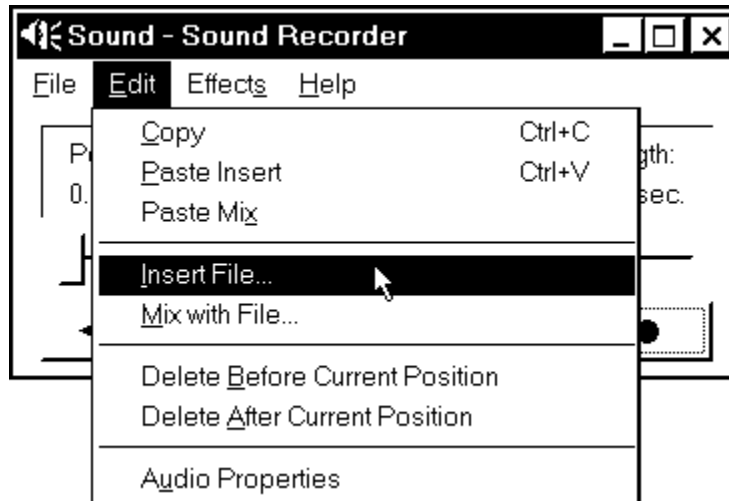 Sound - Sound Recorder
File Edit Effects Help
Copy Ctrl+C
Paste Insert Ctrl+V
Paste Mix
Insert File...
Mix with File...
Delete Before Current Position
Delete After Current Position
Audio Properties